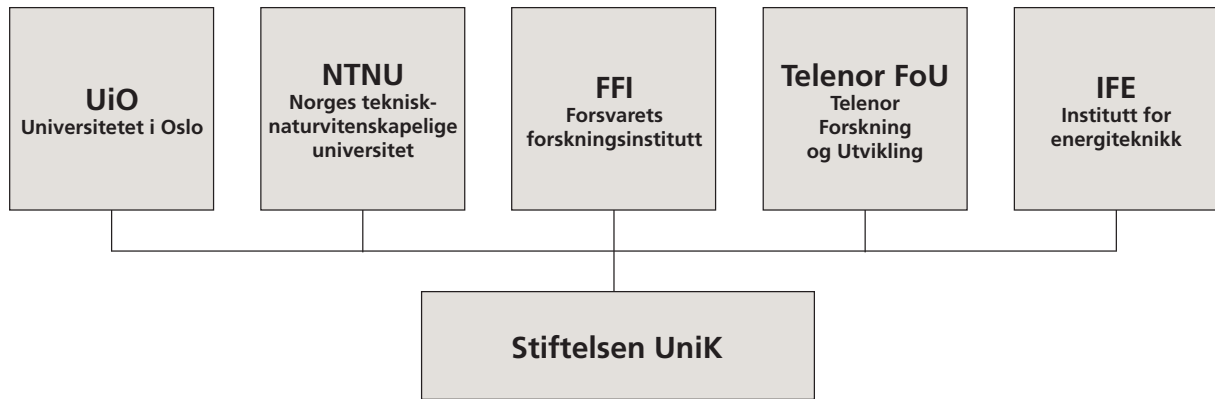 UiO
Universitetet i Oslo
NTNU
Norges teknisk-
naturvitenskapelige
universitet
FFI
Forsvarets
forskningsinstitutt
Telenor FoU
Telenor
Forskning
og Utvikling
IFE
Institutt for
energiteknikk
Stiftelsen UniK